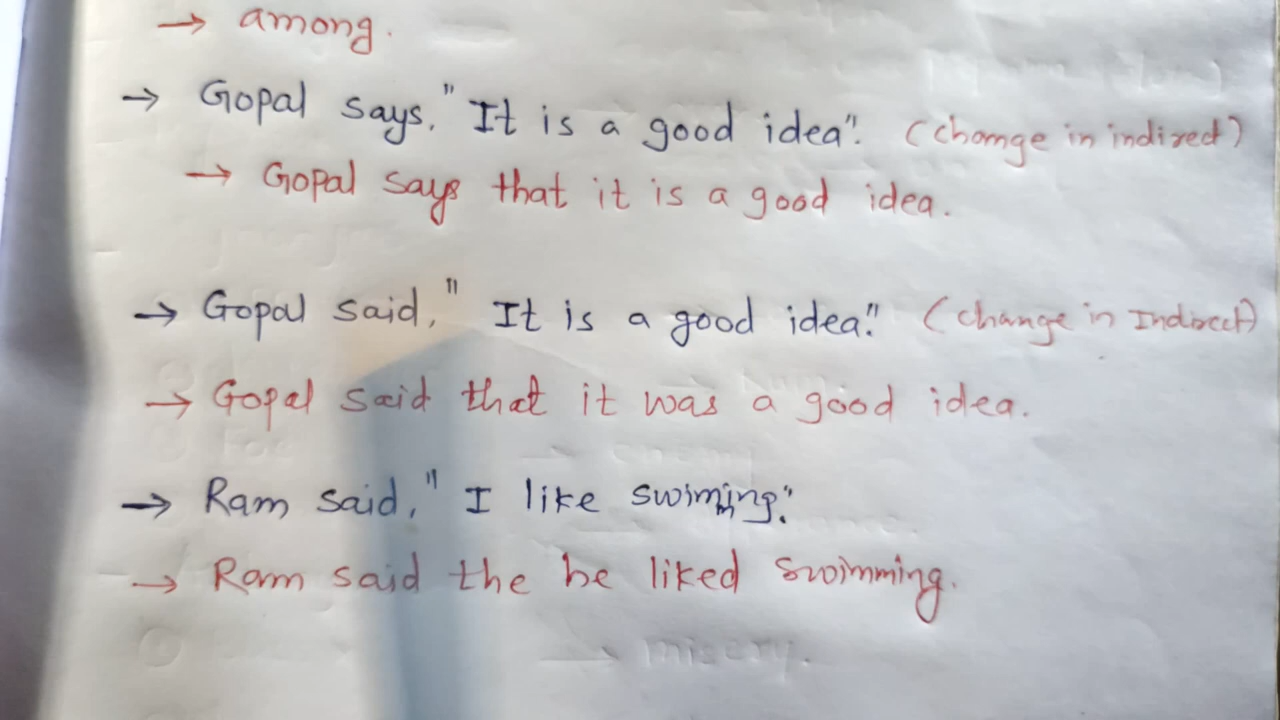 → among.
→ Gopal says, "It is a good idea". (change in indirect)
→ Gopal says that it is a good idea.
→ Gopal said, "It is a good idea". (change in Indirect)
→ Gopal said that it was a good idea.
→ Ram said, "I like swimming".
→ Ram said the he liked swimming.
→ misery.